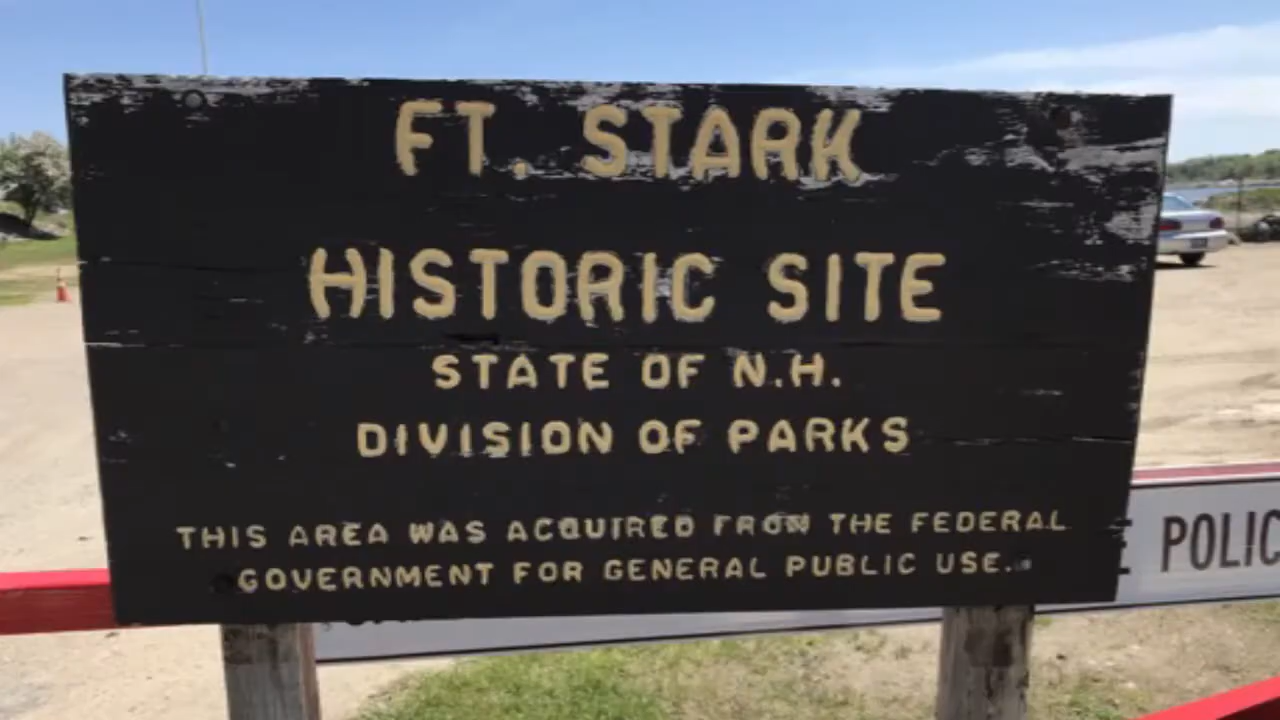 FT. STARK
HISTORIC SITE
STATE OF N.H.
DIVISION OF PARKS
THIS AREA WAS ACQUIRED FROM THE FEDERAL
GOVERNMENT FOR GENERAL PUBLIC USE.